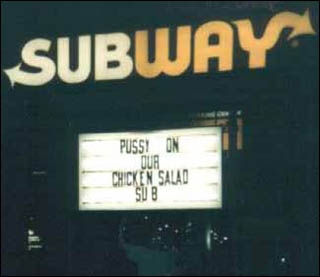 SUBWAY
PUSSY ON
OUR
CHICKEN SALAD
SUB